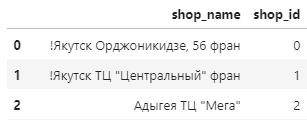 shop_name shop_id
0 !Якутск Орджоникидзе, 56 фран 0
1 !Якутск ТЦ "Центральный" фран 1
2 Адыгея ТЦ "Мега" 2